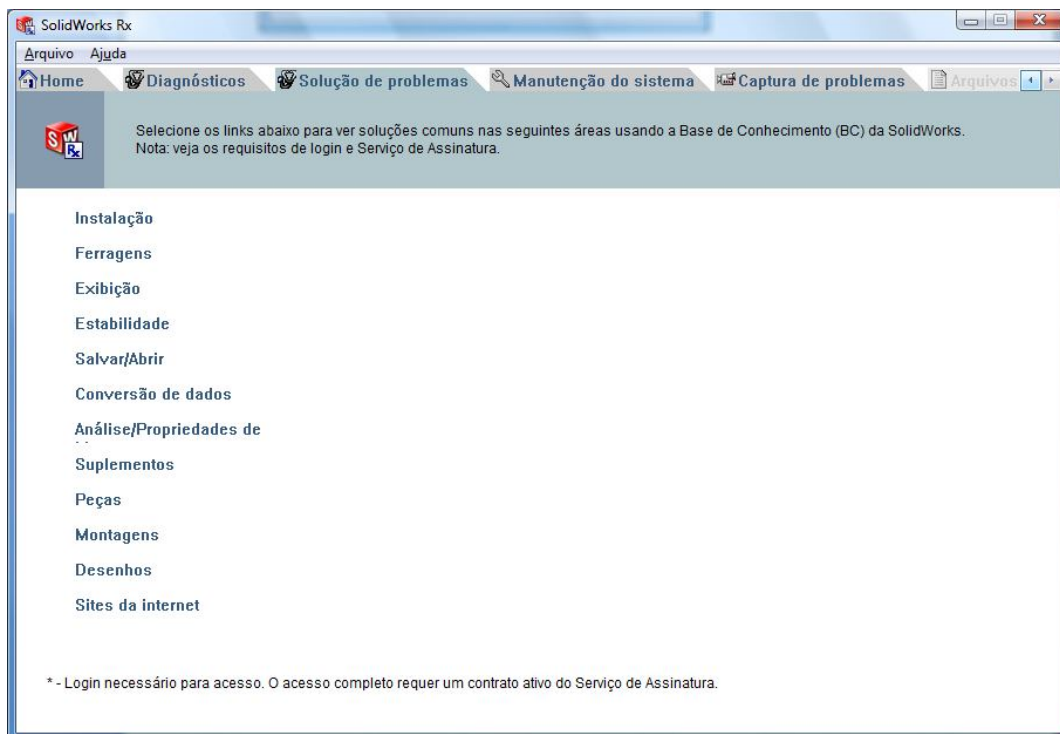 SolidWorks Rx
Arquivo Ajuda
Home Diagnósticos Solução de problemas Manutenção do sistema Captura de problemas Arquivos
SW Rx
Selecione os links abaixo para ver soluções comuns nas seguintes áreas usando a Base de Conhecimento (BC) da SolidWorks.
Nota: veja os requisitos de login e Serviço de Assinatura.
Instalação
Ferragens
Exibição
Estabilidade
Salvar/Abrir
Conversão de dados
Análise/Propriedades de
Suplementos
Peças
Montagens
Desenhos
Sites da internet
* - Login necessário para acesso. O acesso completo requer um contrato ativo do Serviço de Assinatura.